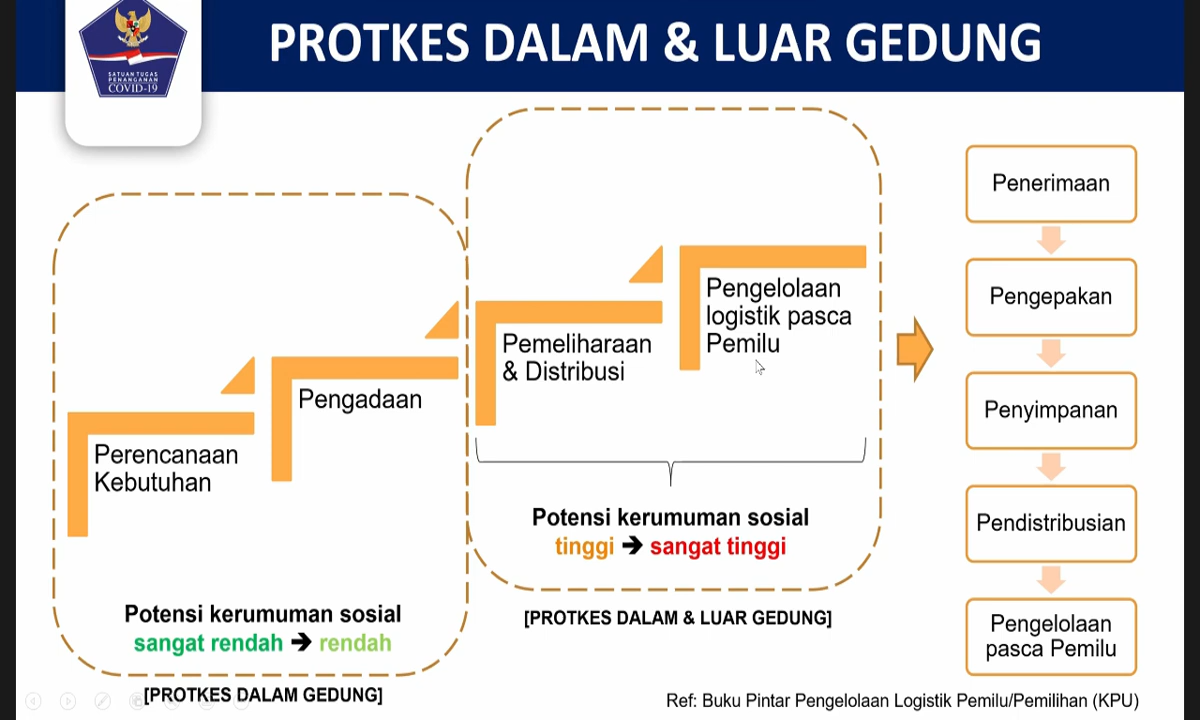 SATUAN TUGAS
PENANGANAN
COVID-19
PROTKES DALAM & LUAR GEDUNG
Perencanaan
Kebutuhan
Pengadaan
Potensi kerumuman sosial
sangat rendah ➔ rendah
[PROTKES DALAM GEDUNG]
Pemeliharaan
& Distribusi
Pengelolaan
logistik pasca
Pemilu
Potensi kerumuman sosial
tinggi ➔ sangat tinggi
[PROTKES DALAM & LUAR GEDUNG]
Penerimaan
Pengepakan
Penyimpanan
Pendistribusian
Pengelolaan
pasca Pemilu
Ref: Buku Pintar Pengelolaan Logistik Pemilu/Pemilihan (KPU)